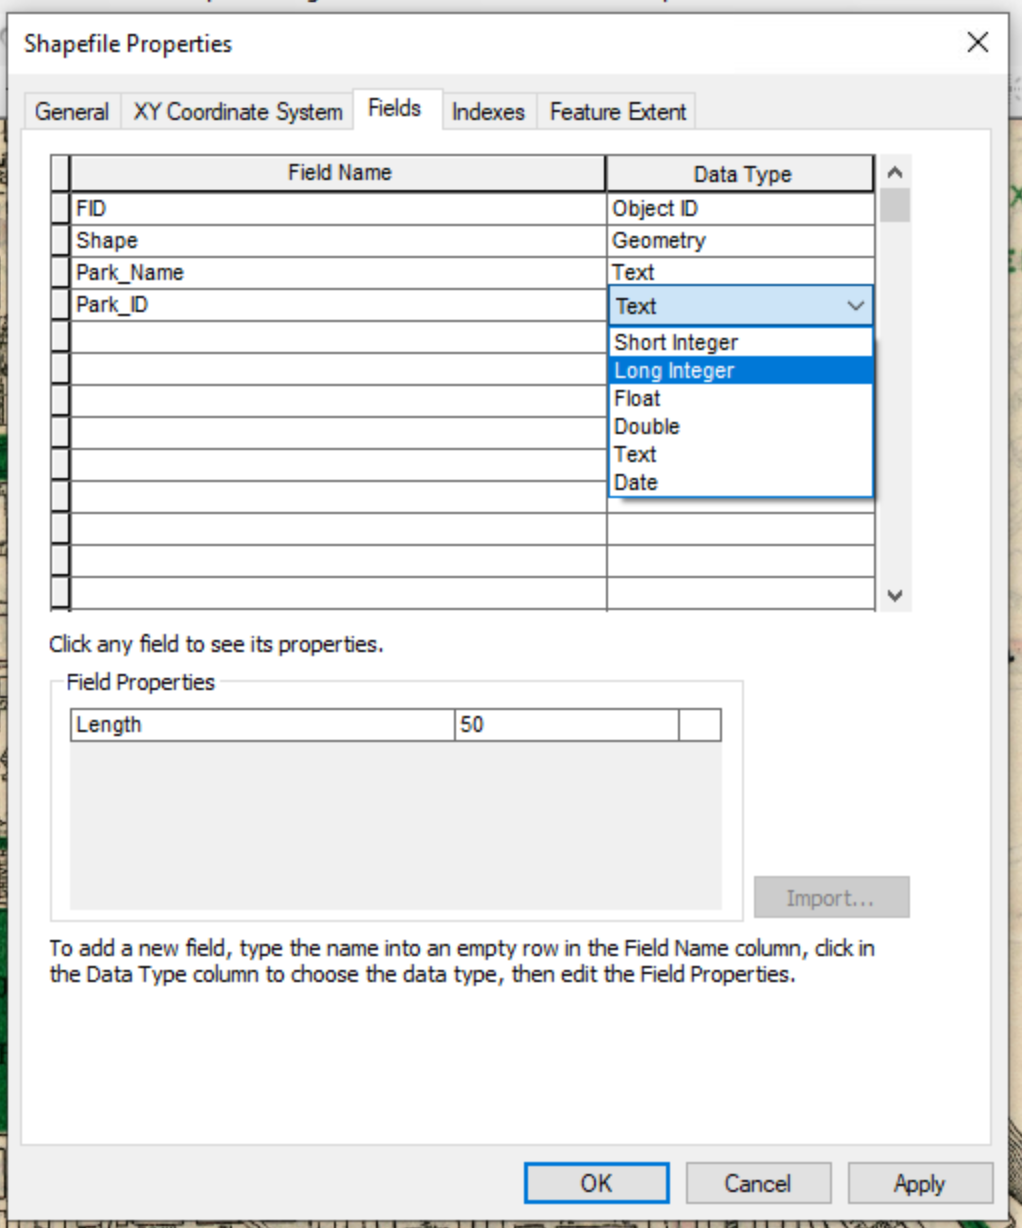 Shapefile Properties
General XY Coordinate System Fields Indexes Feature Extent
Field Name Data Type
FID Object ID
Shape Geometry
Park_Name Text
Park_ID Text
Short Integer
Long Integer
Float
Double
Text
Date
Click any field to see its properties.
Field Properties
Length 50
Import...
To add a new field, type the name into an empty row in the Field Name column, click in
the Data Type column to choose the data type, then edit the Field Properties.
OK Cancel Apply